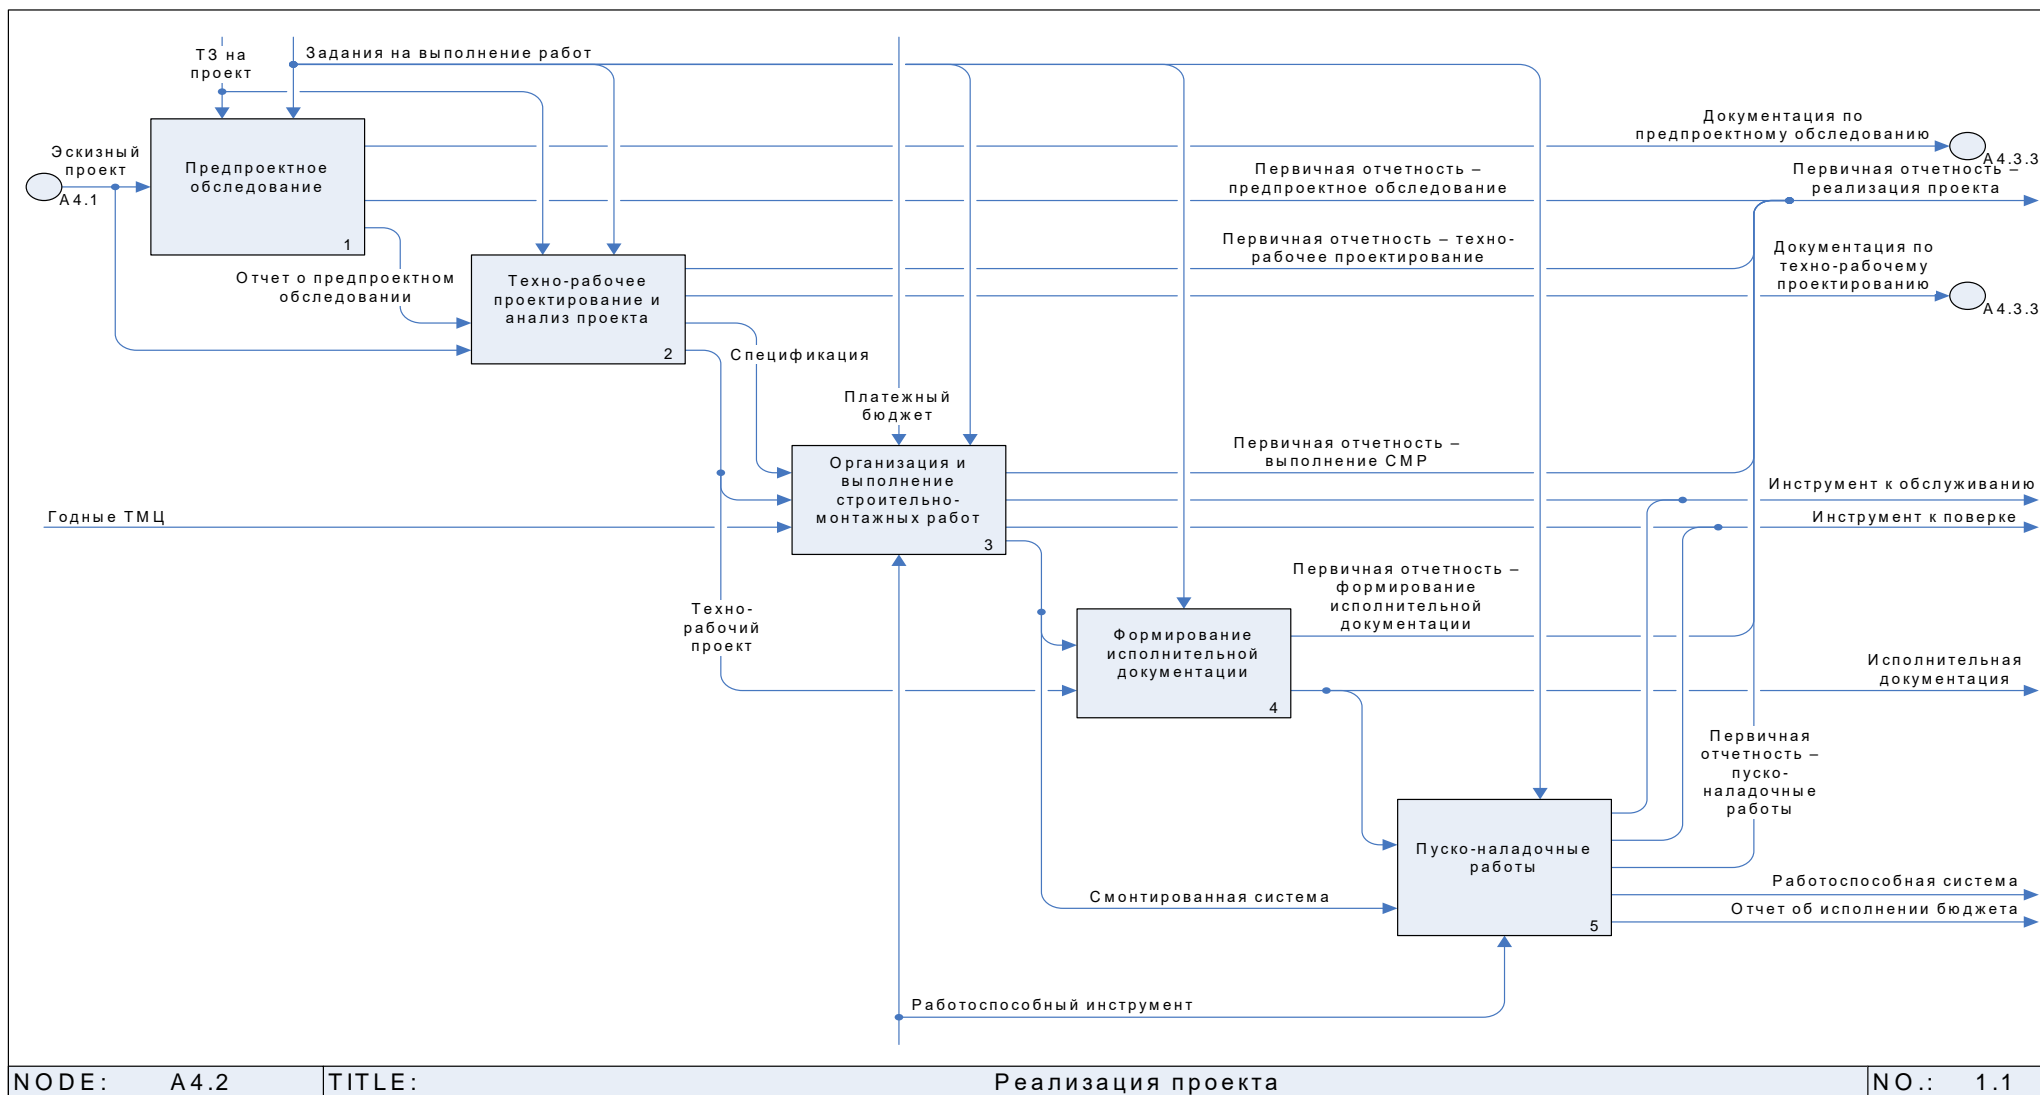 ТЗ на
проект
Задания на выполнение работ
Эскизный
проект
А4.1
Предпроектное
обследование
1
Документация по
предпроектному обследованию
А4.3.3
Первичная отчетность –
предпроектное обследование
Первичная отчетность –
реализация проекта
Отчет о предпроектном
обследовании
Техно-рабочее
проектирование и
анализ проекта
2
Первичная отчетность – техно-
рабочее проектирование
Документация по
техно-рабочему
проектированию
А4.3.3
Спецификация
Платежный
бюджет
Организация и
выполнение
строительно-
монтажных работ
3
Первичная отчетность –
выполнение СМР
Инструмент к обслуживанию
Инструмент к поверке
Годные ТМЦ
Техно-
рабочий
проект
Первичная отчетность –
формирование
исполнительной
документации
Формирование
исполнительной
документации
4
Исполнительная
документация
Первичная
отчетность –
пуско-
наладочные
работы
Пуско-наладочные
работы
5
Смонтированная система
Работоспособная система
Отчет об исполнении бюджета
Работоспособный инструмент
NODE: А4.2 TITLE: Реализация проекта NO.: 1.1